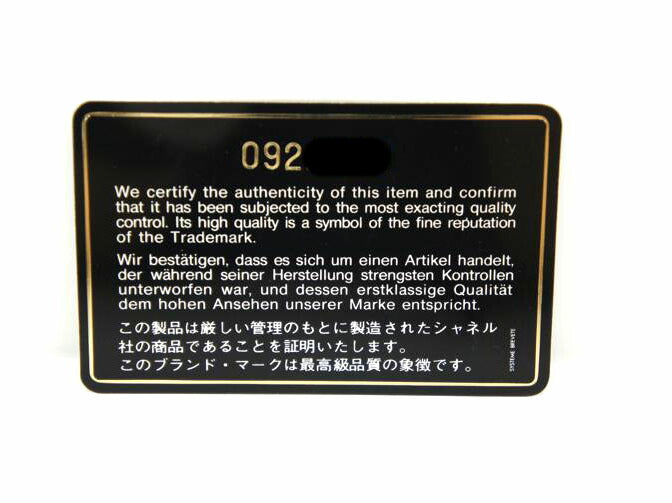 092
We certify the authenticity of this item and confirm
that it has been subjected to the most exacting quality
control. Its high quality is a symbol of the fine reputation
of the Trademark.
Wir bestätigen, dass es sich um einen Artikel handelt,
der während seiner Herstellung strengsten Kontrollen
unterworfen war, und dessen erstklassige Qualität
dem hohen Ansehen unserer Marke entspricht.
この製品は厳しい管理のもとに製造されたシャネル
社の商品であることを証明いたします。
このブランド・マークは最高級品質の象徴です。
SYSTEME BREVETE